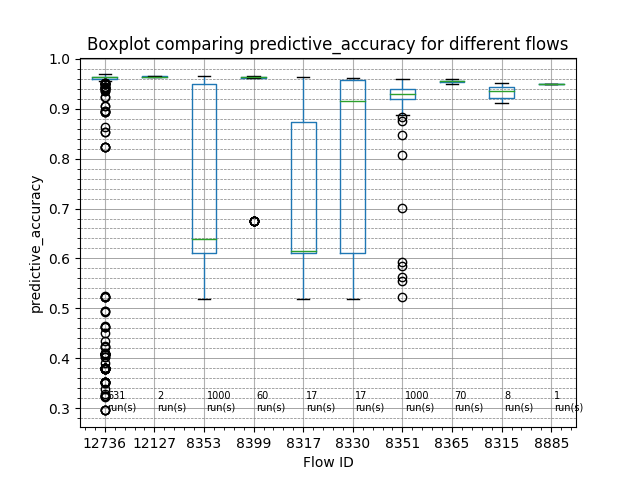 Boxplot comparing predictive_accuracy for different flows
predictive_accuracy
1.0
0.9
0.8
0.7
0.6
0.5
0.4
0.3
631 run(s)
2 run(s)
1000 run(s)
60 run(s)
17 run(s)
17 run(s)
1000 run(s)
70 run(s)
8 run(s)
1 run(s)
12736 12127 8353 8399 8317 8330 8351 8365 8315 8885
Flow ID